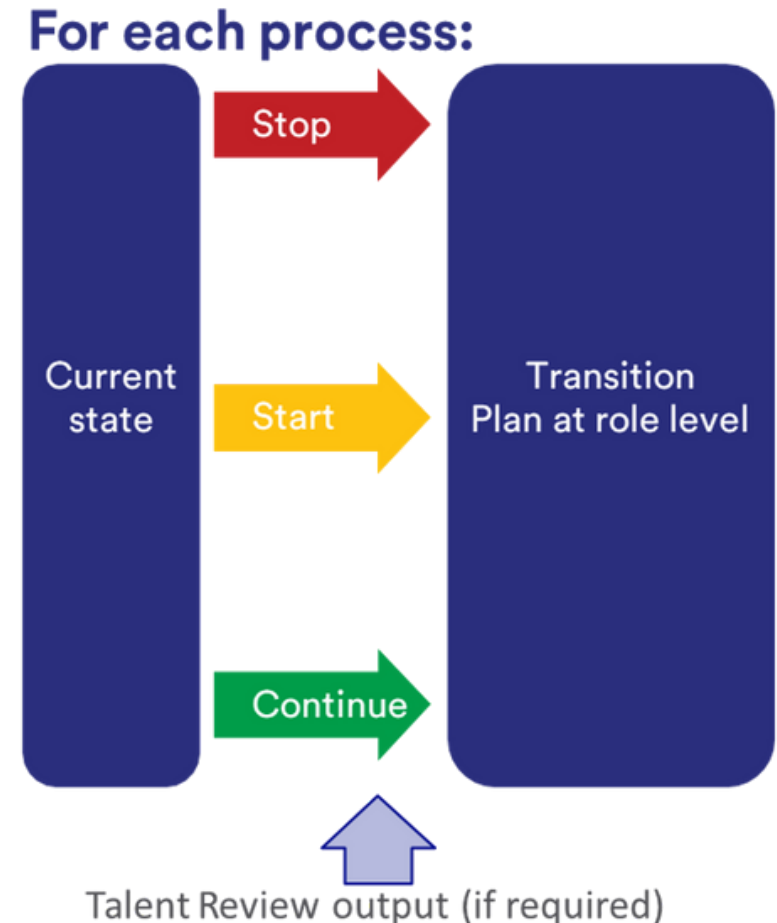 For each process:
Stop
Current
state
Start
Transition
Plan at role level
Continue
Talent Review output (if required)